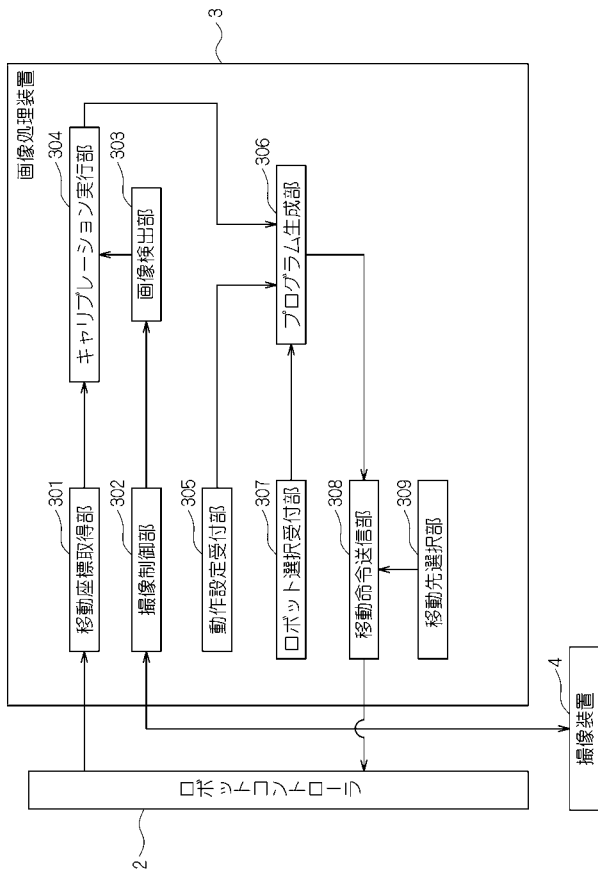 画像処理装置
3
304
キャリブレーション実行部
303
画像検出部
306
プログラム生成部
301
移動座標取得部
302
撮像制御部
305
動作設定受付部
307
ロボット選択受付部
308
移動命令送信部
309
移動先選択部
ロボットコントローラ
2
4
撮像装置